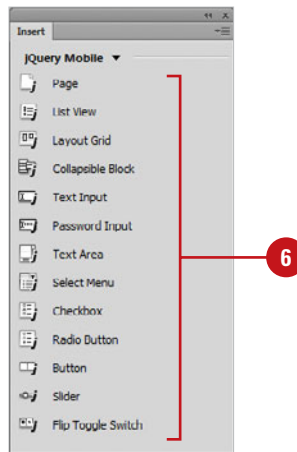 Insert
jQuery Mobile
Page
List View
Layout Grid
Collapsible Block
Text Input
Password Input
Text Area
Select Menu
Checkbox
Radio Button
Button
Slider
Flip Toggle Switch
6